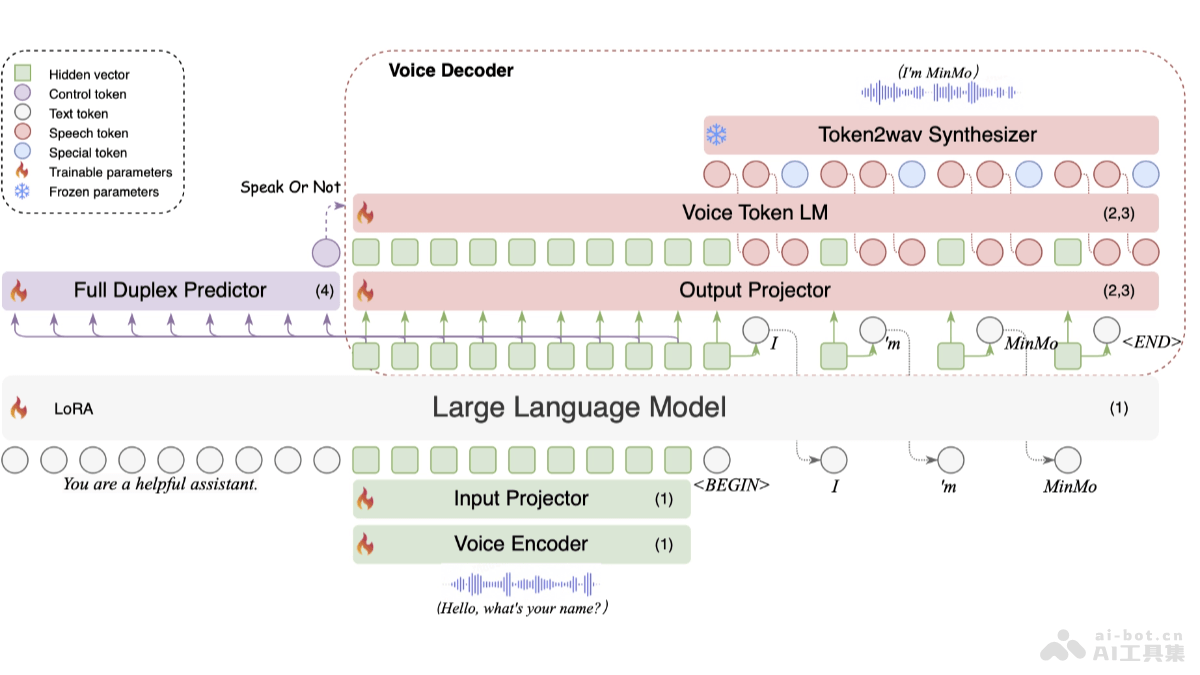 Hidden vector
Control token
Text token
Speech token
Special token
Trainable parameters
Frozen parameters
Voice Decoder
(I'm MinMo)
Token2wav Synthesizer
Speak Or Not
Voice Token LM (2,3)
Full Duplex Predictor (4)
Output Projector (2,3)
I 'm MinMo <END>
LoRA Large Language Model (1)
You are a helpful assistant.
<BEGIN> I 'm MinMo
Input Projector (1)
Voice Encoder (1)
(Hello, what's your name?)
ai-bot.cn
AI工具集